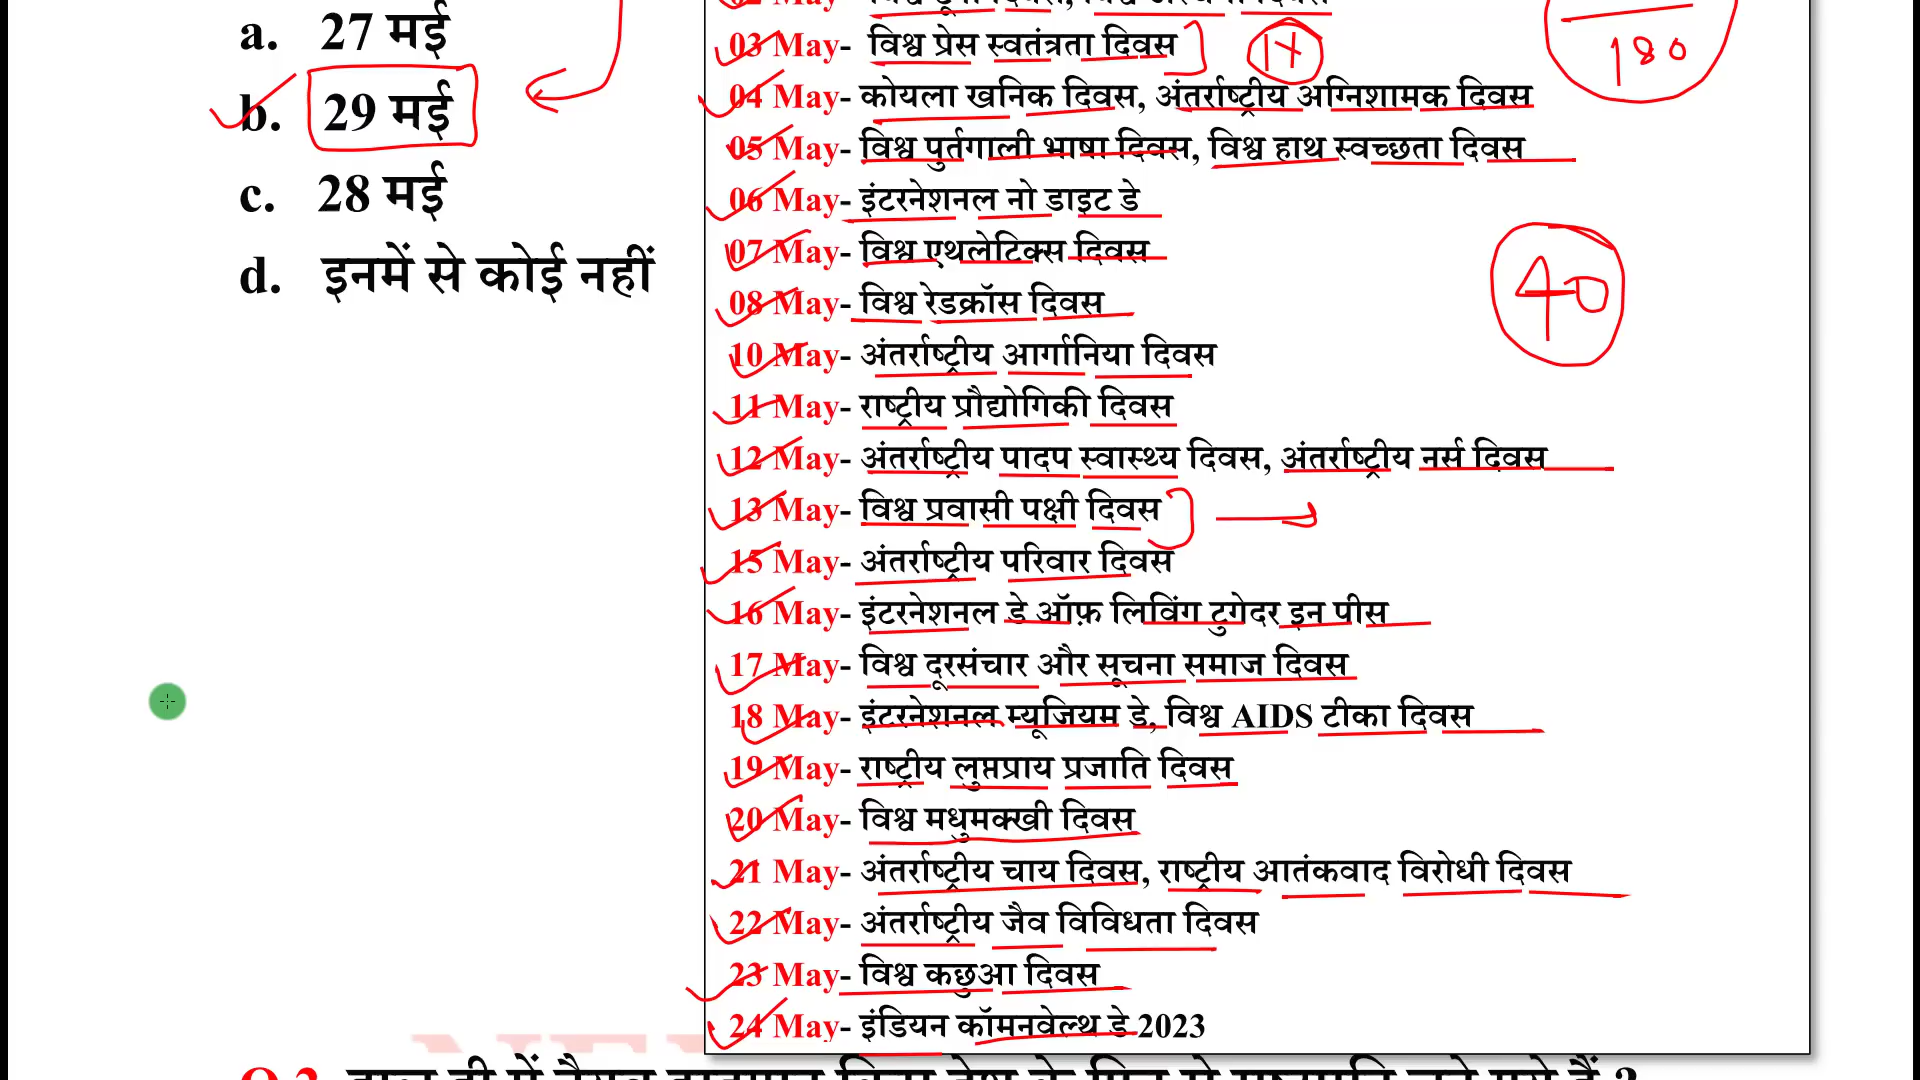 a. 27 मई
b. 29 मई
c. 28 मई
d. इनमें से कोई नहीं
180
03 May- विश्व प्रेस स्वतंत्रता दिवस
04 May- कोयला खनिक दिवस, अंतर्राष्ट्रीय अग्निशामक दिवस
05 May- विश्व पुर्तगाली भाषा दिवस, विश्व हाथ स्वच्छता दिवस
06 May- इंटरनेशनल नो डाइट डे
07 May- विश्व एथलेटिक्स दिवस
40
08 May- विश्व रेडक्रॉस दिवस
10 May- अंतर्राष्ट्रीय आर्गानिया दिवस
11 May- राष्ट्रीय प्रौद्योगिकी दिवस
12 May- अंतर्राष्ट्रीय पादप स्वास्थ्य दिवस, अंतर्राष्ट्रीय नर्स दिवस
13 May- विश्व प्रवासी पक्षी दिवस
15 May- अंतर्राष्ट्रीय परिवार दिवस
16 May- इंटरनेशनल डे ऑफ़ लिविंग टुगेदर इन पीस
17 May- विश्व दूरसंचार और सूचना समाज दिवस
18 May- इंटरनेशनल म्यूजियम डे, विश्व AIDS टीका दिवस
19 May- राष्ट्रीय लुप्तप्राय प्रजाति दिवस
20 May- विश्व मधुमक्खी दिवस
21 May- अंतर्राष्ट्रीय चाय दिवस, राष्ट्रीय आतंकवाद विरोधी दिवस
22 May- अंतर्राष्ट्रीय जैव विविधता दिवस
23 May- विश्व कछुआ दिवस
24 May- इंडियन कॉमनवेल्थ डे 2023